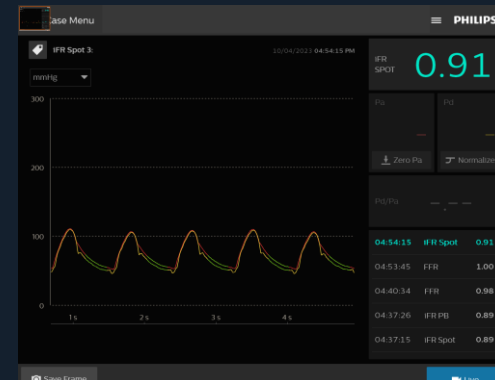 Case Menu
≡ PHILIPS
IFR Spot 3:
10/04/2023 04:54:15 PM
IFR SPOT 0.91
mmHg
Pa Pd
Zero Pa Normalize
Pd/Pa -.--
300
200
100
0
1 s 2 s 3 s 4 s
04:54:15 IFR Spot 0.91
04:53:45 FFR 1.00
04:40:34 FFR 0.98
04:37:26 IFR PB 0.89
04:37:15 IFR Spot 0.89
Save Frame
Live